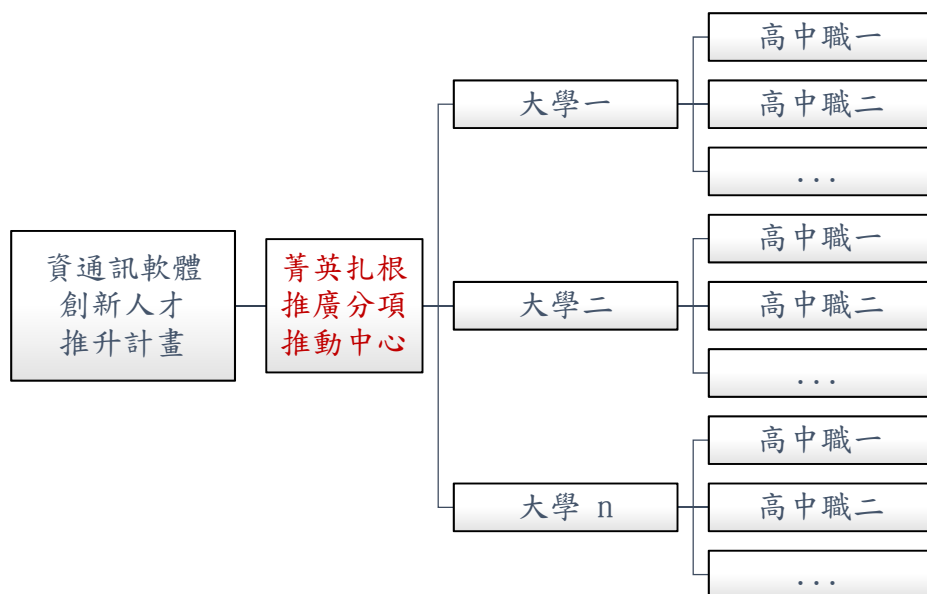 資通訊軟體
創新人才
推升計畫
菁英扎根
推廣分項
推動中心
大學一
高中職一
高中職二
...
大學二
高中職一
高中職二
...
大學 n
高中職一
高中職二
...